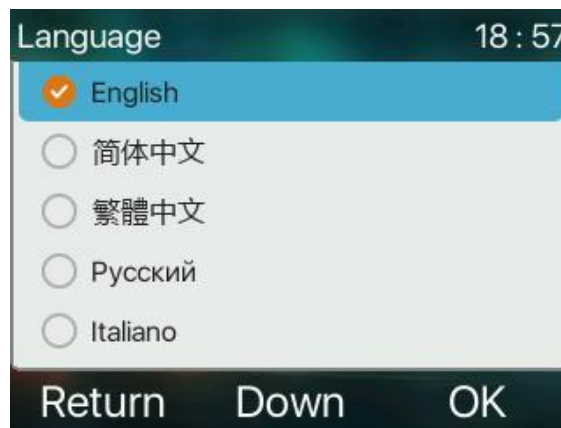 Language 18 : 57
English
简体中文
繁體中文
Русский
Italiano
Return Down OK